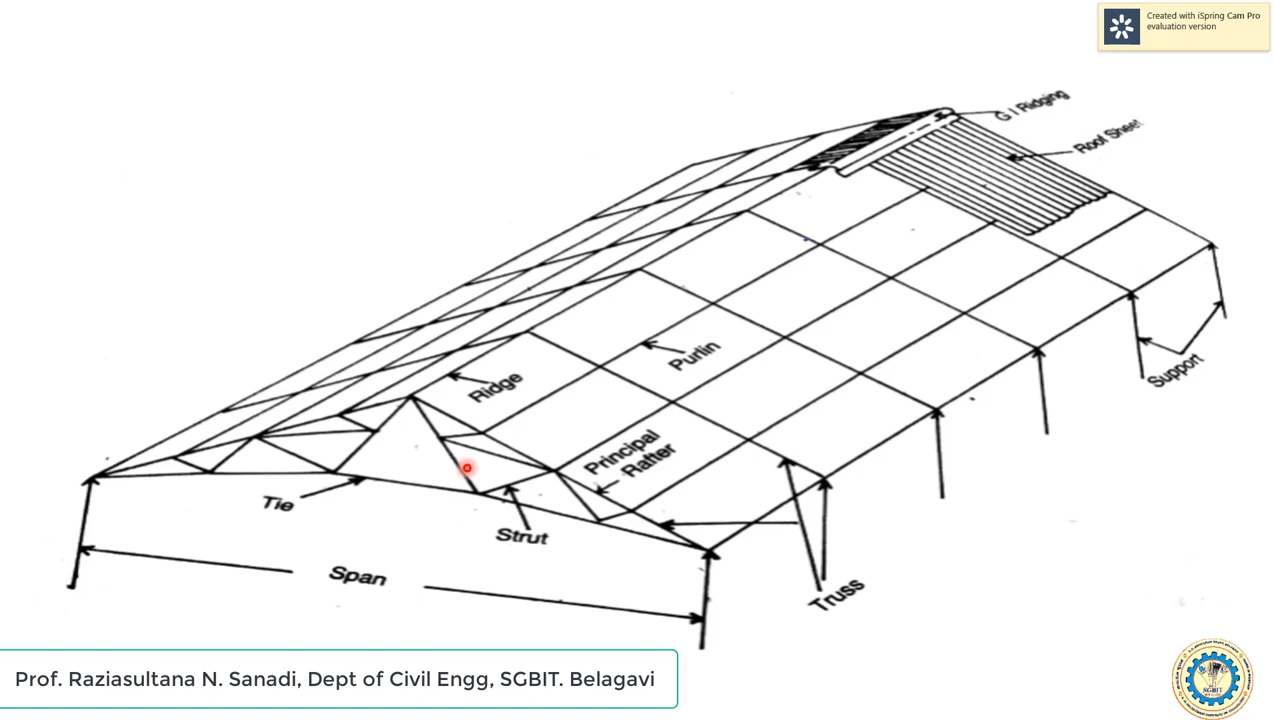 Created with iSpring Cam Pro
evaluation version
G I Ridging
Roof Sheet
Purlin
Ridge
Support
Principal
Rafter
Tie
Strut
Span
Truss
Prof. Raziasultana N. Sanadi, Dept of Civil Engg, SGBIT. Belagavi
SGBIT